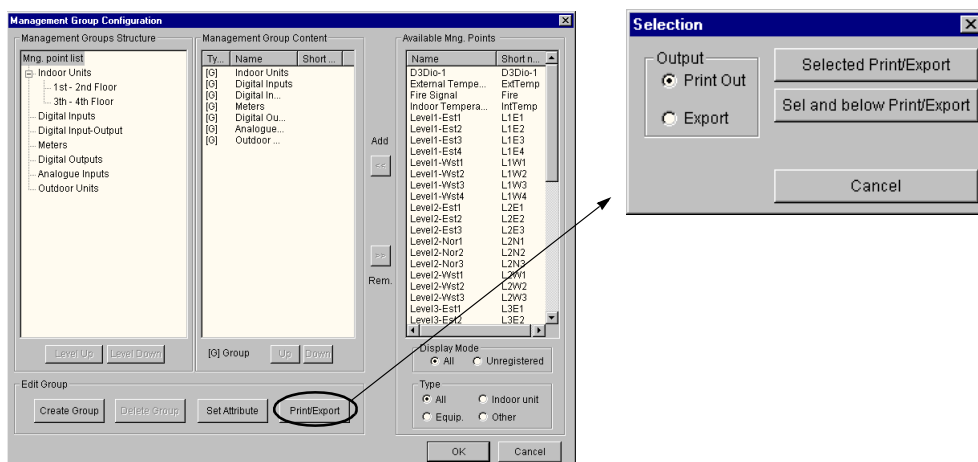 Management Group Configuration
Management Groups Structure
Mng. point list
Indoor Units
1st - 2nd Floor
3th - 4th Floor
Digital Inputs
Digital Input-Output
Meters
Digital Outputs
Analogue Inputs
Outdoor Units
Level Up Level Down
Management Group Content
Ty... Name Short ...
[G] Indoor Units
[G] Digital Inputs
[G] Digital In...
[G] Meters
[G] Digital Ou...
[G] Analogue...
[G] Outdoor ...
[G] Group Up Down
Add
<<
>>
Rem.
Available Mng. Points
Name Short n...
D3Dio-1 D3Dio-1
External Tempe... ExtTemp
Fire Signal Fire
Indoor Tempera... IntTemp
Level1-Est1 L1E1
Level1-Est2 L1E2
Level1-Est3 L1E3
Level1-Est4 L1E4
Level1-Wst1 L1W1
Level1-Wst2 L1W2
Level1-Wst3 L1W3
Level1-Wst4 L1W4
Level2-Est1 L2E1
Level2-Est2 L2E2
Level2-Est3 L2E3
Level2-Nor1 L2N1
Level2-Nor2 L2N2
Level2-Nor3 L2N3
Level2-Wst1 L2W1
Level2-Wst2 L2W2
Level2-Wst3 L2W3
Level3-Est1 L3E1
Level3-Est2 L3E2
Display Mode
All Unregistered
Type
All Indoor unit
Equip. Other
Edit Group
Create Group Delete Group Set Attribute Print/Export
OK Cancel
Selection
Output
Print Out
Export
Selected Print/Export
Sel and below Print/Export
Cancel